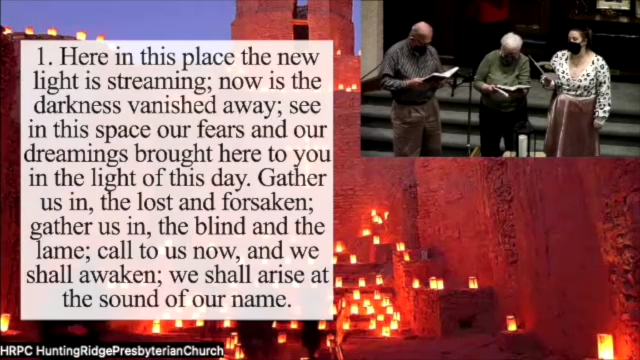 1. Here in this place the new
light is streaming; now is the
darkness vanished away; see
in this space our fears and our
dreamings brought here to you
in the light of this day. Gather
us in, the lost and forsaken;
gather us in, the blind and the
lame; call to us now, and we
shall awaken; we shall arise at
the sound of our name.
HRPC HuntingRidgePresbyterianChurch